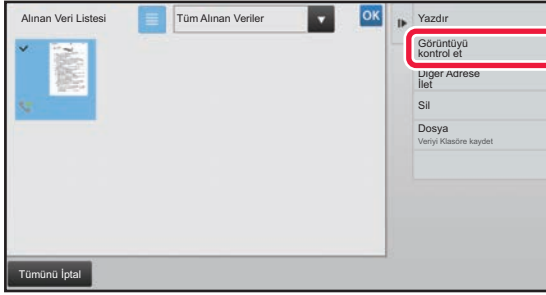 Alınan Veri Listesi
Tüm Alınan Veriler
OK
Yazdır
Görüntüyü
kontrol et
Diğer Adrese
İlet
Sil
Dosya
Veriyi Klasöre kaydet
Tümünü İptal